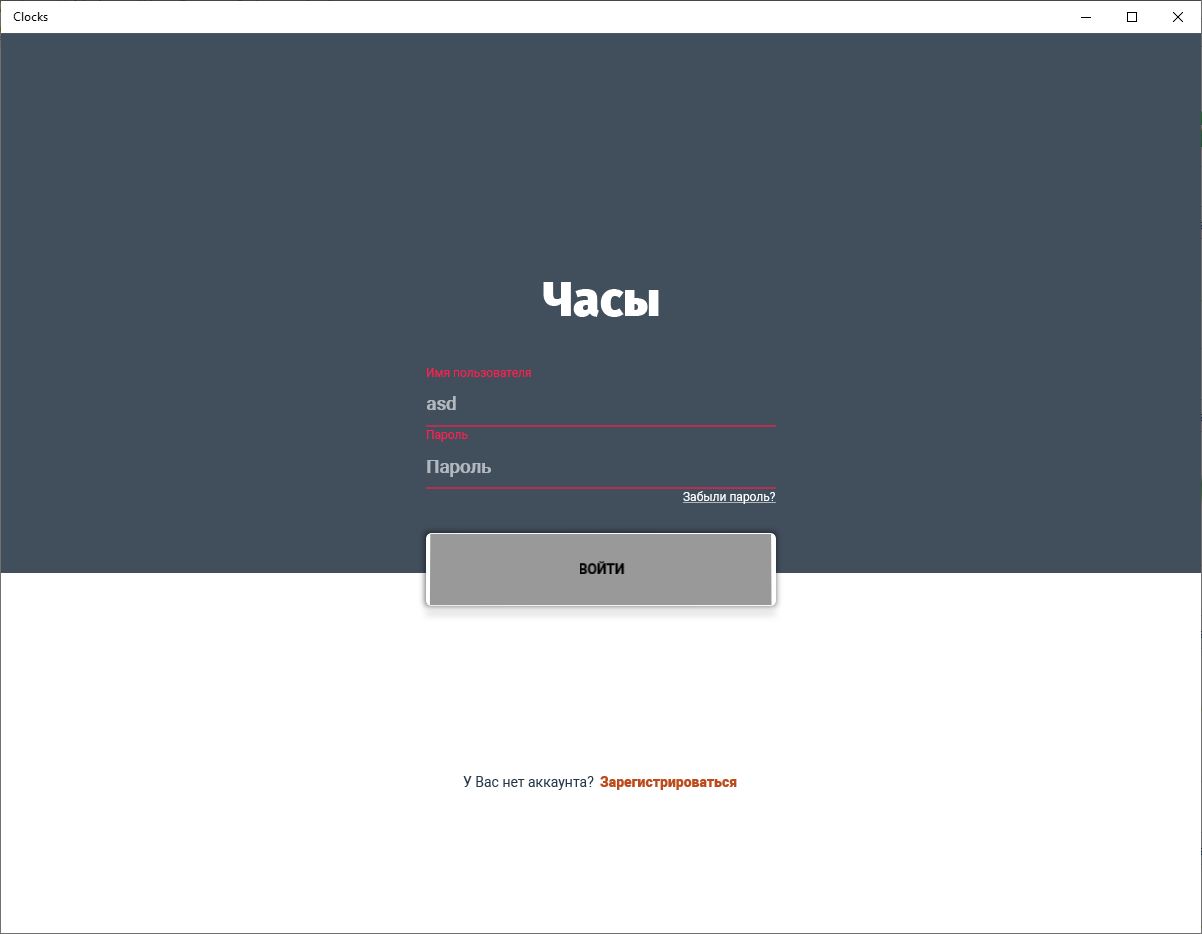 Clocks
Часы
Имя пользователя
asd
Пароль
Пароль
Забыли пароль?
ВОЙТИ
У Вас нет аккаунта? Зарегистрироваться